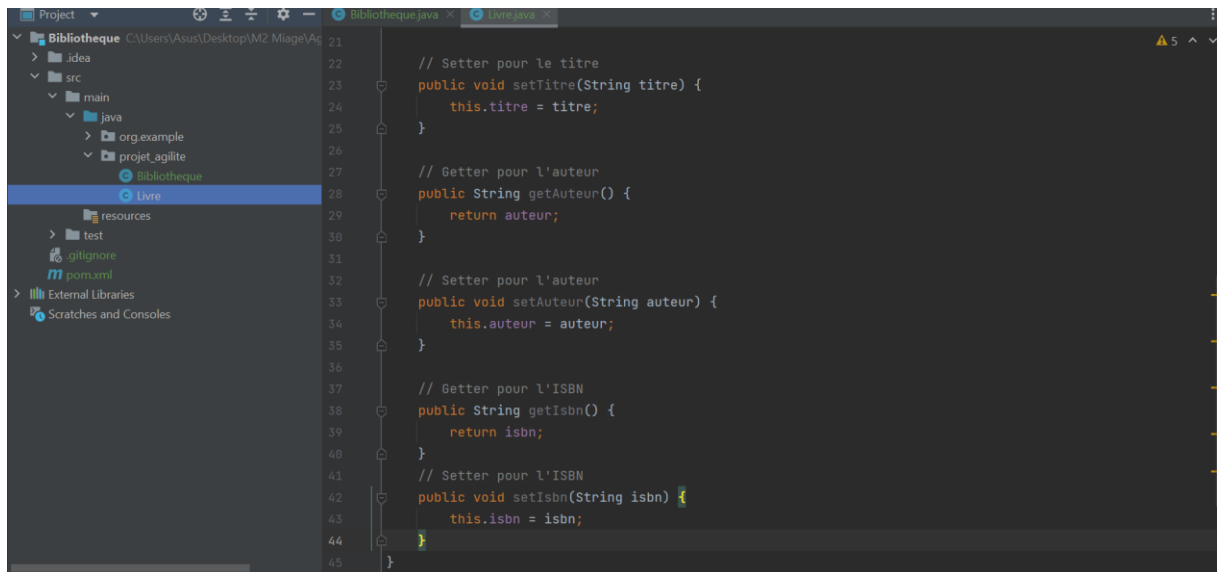 Project
Bibliotheque.java
Livre.java
Bibliotheque C:\Users\Asus\Desktop\M2 Miage\Ag
.idea
src
main
java
org.example
projet_agilite
Bibliotheque
Livre
resources
test
.gitignore
pom.xml
External Libraries
Scratches and Consoles
5
21
22 // Setter pour le titre
23 public void setTitre(String titre) {
24 this.titre = titre;
25 }
26
27 // Getter pour l'auteur
28 public String getAuteur() {
29 return auteur;
30 }
31
32 // Setter pour l'auteur
33 public void setAuteur(String auteur) {
34 this.auteur = auteur;
35 }
36
37 // Getter pour l'ISBN
38 public String getIsbn() {
39 return isbn;
40 }
41 // Setter pour l'ISBN
42 public void setIsbn(String isbn) {
43 this.isbn = isbn;
44 }
45 }